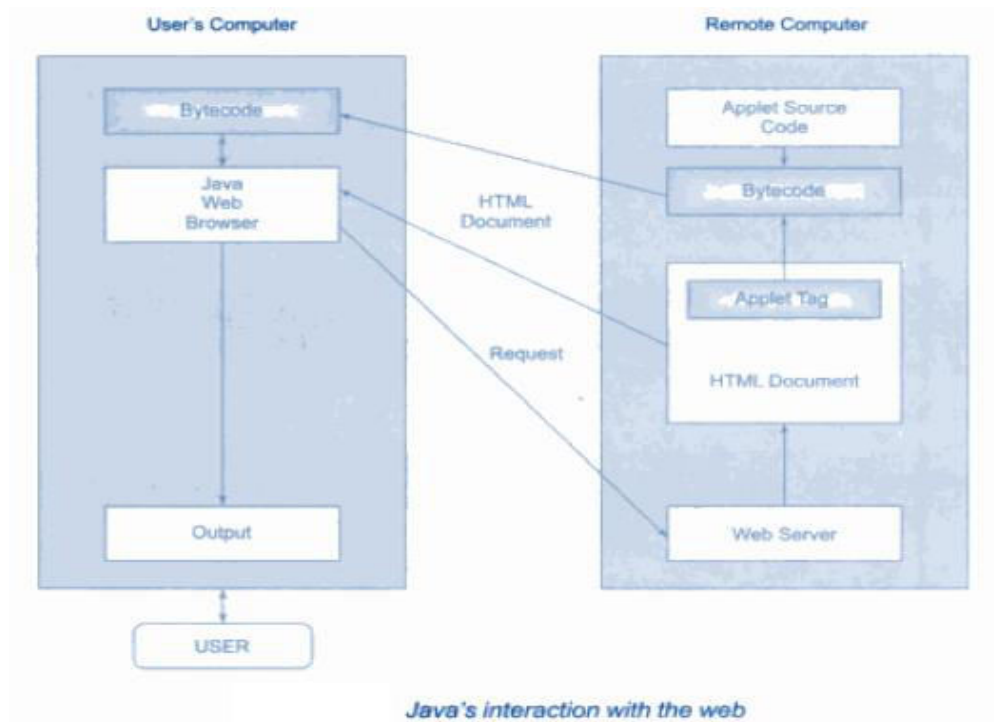 User's Computer
Remote Computer
Bytecode
Java
Web
Browser
Output
USER
HTML
Document
Request
Applet Source
Code
Bytecode
Applet Tag
HTML Document
Web Server
Java's interaction with the web